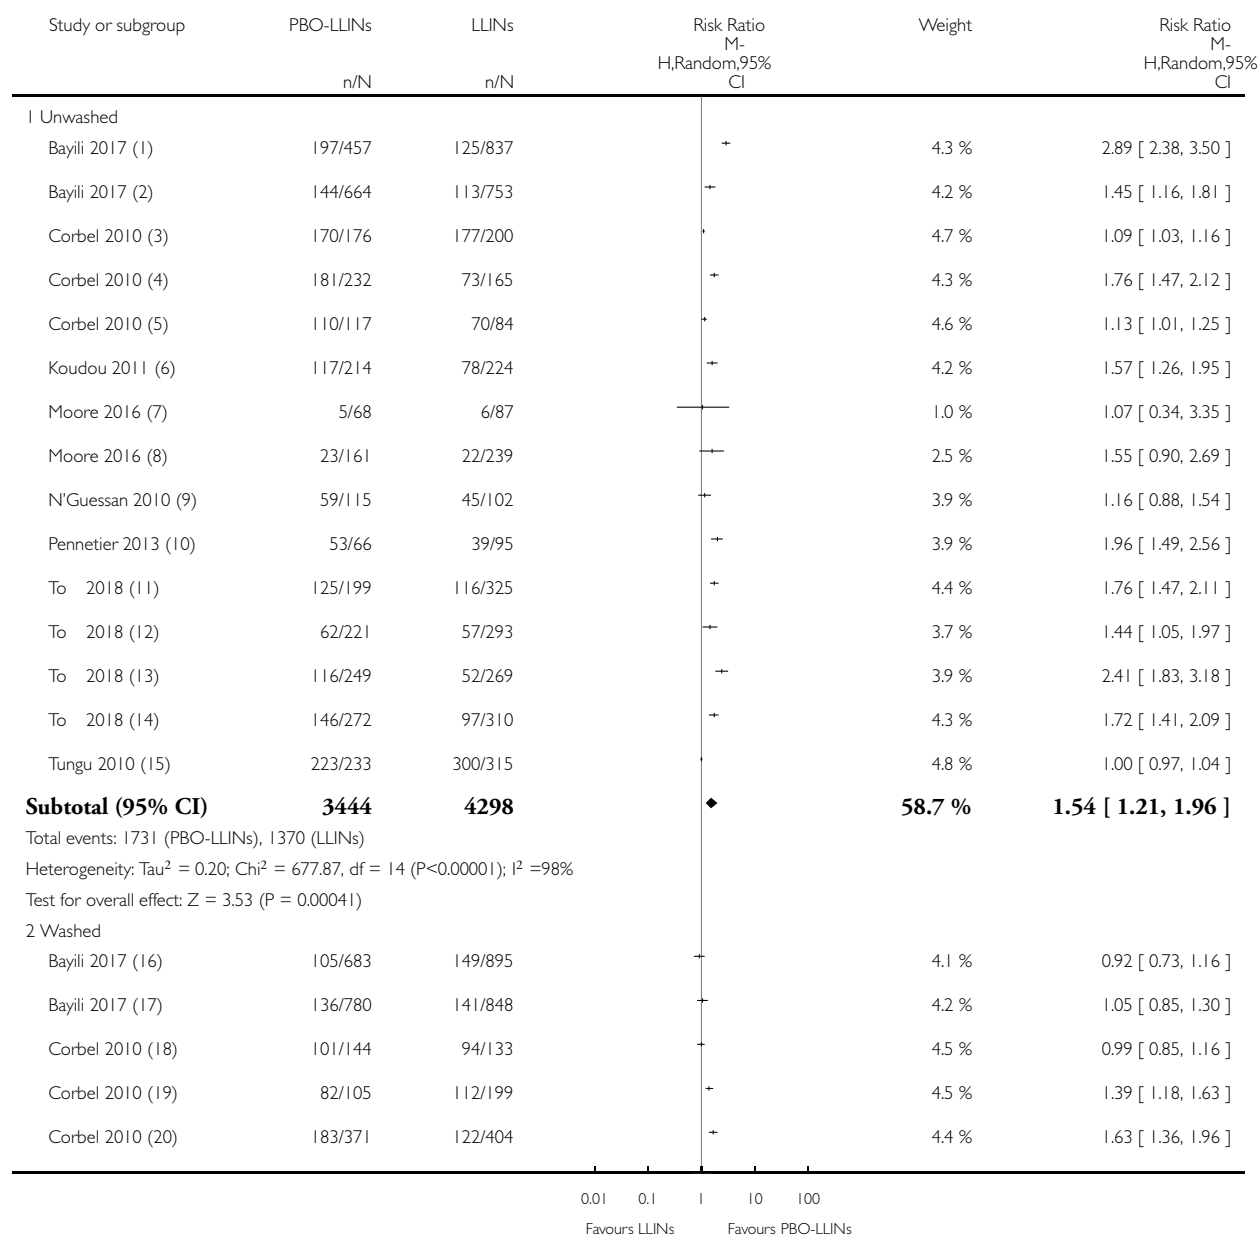 Study or subgroup PBO-LLINs LLINs Risk Ratio Weight Risk Ratio
M- M-
H,Random,95% H,Random,95%
n/N n/N CI CI
1 Unwashed
Bayili 2017 (1) 197/457 125/837 4.3 % 2.89 [ 2.38, 3.50 ]
Bayili 2017 (2) 144/664 113/753 4.2 % 1.45 [ 1.16, 1.81 ]
Corbel 2010 (3) 170/176 177/200 4.7 % 1.09 [ 1.03, 1.16 ]
Corbel 2010 (4) 181/232 73/165 4.3 % 1.76 [ 1.47, 2.12 ]
Corbel 2010 (5) 110/117 70/84 4.6 % 1.13 [ 1.01, 1.25 ]
Koudou 2011 (6) 117/214 78/224 4.2 % 1.57 [ 1.26, 1.95 ]
Moore 2016 (7) 5/68 6/87 1.0 % 1.07 [ 0.34, 3.35 ]
Moore 2016 (8) 23/161 22/239 2.5 % 1.55 [ 0.90, 2.69 ]
N'Guessan 2010 (9) 59/115 45/102 3.9 % 1.16 [ 0.88, 1.54 ]
Pennetier 2013 (10) 53/66 39/95 3.9 % 1.96 [ 1.49, 2.56 ]
To 2018 (11) 125/199 116/325 4.4 % 1.76 [ 1.47, 2.11 ]
To 2018 (12) 62/221 57/293 3.7 % 1.44 [ 1.05, 1.97 ]
To 2018 (13) 116/249 52/269 3.9 % 2.41 [ 1.83, 3.18 ]
To 2018 (14) 146/272 97/310 4.3 % 1.72 [ 1.41, 2.09 ]
Tungu 2010 (15) 223/233 300/315 4.8 % 1.00 [ 0.97, 1.04 ]
Subtotal (95% CI) 3444 4298 58.7 % 1.54 [ 1.21, 1.96 ]
Total events: 1731 (PBO-LLINs), 1370 (LLINs)
Heterogeneity: Tau² = 0.20; Chi² = 677.87, df = 14 (P<0.00001); I² =98%
Test for overall effect: Z = 3.53 (P = 0.00041)
2 Washed
Bayili 2017 (16) 105/683 149/895 4.1 % 0.92 [ 0.73, 1.16 ]
Bayili 2017 (17) 136/780 141/848 4.2 % 1.05 [ 0.85, 1.30 ]
Corbel 2010 (18) 101/144 94/133 4.5 % 0.99 [ 0.85, 1.16 ]
Corbel 2010 (19) 82/105 112/199 4.5 % 1.39 [ 1.18, 1.63 ]
Corbel 2010 (20) 183/371 122/404 4.4 % 1.63 [ 1.36, 1.96 ]
0.01 0.1 1 10 100
Favours LLINs Favours PBO-LLINs